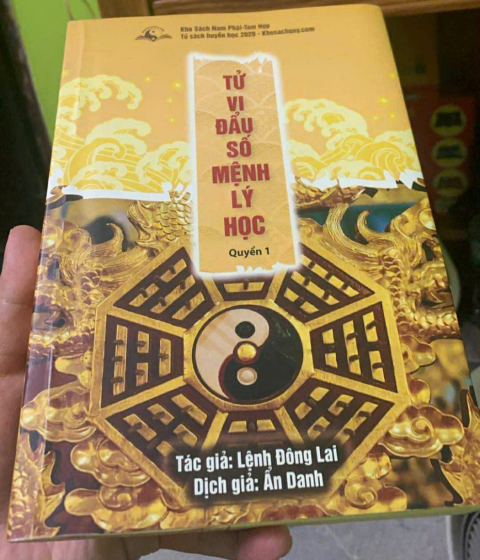 Kho Sách Nam Phái-Tam Hợp
Tủ sách huyền học 2020 - Khosachquy.com
TỬ
VI
ĐẨU
SỐ
MỆNH
LÝ
HỌC
Quyển 1
Tác giả: Lệnh Đông Lai
Dịch giả: Ẩn Danh